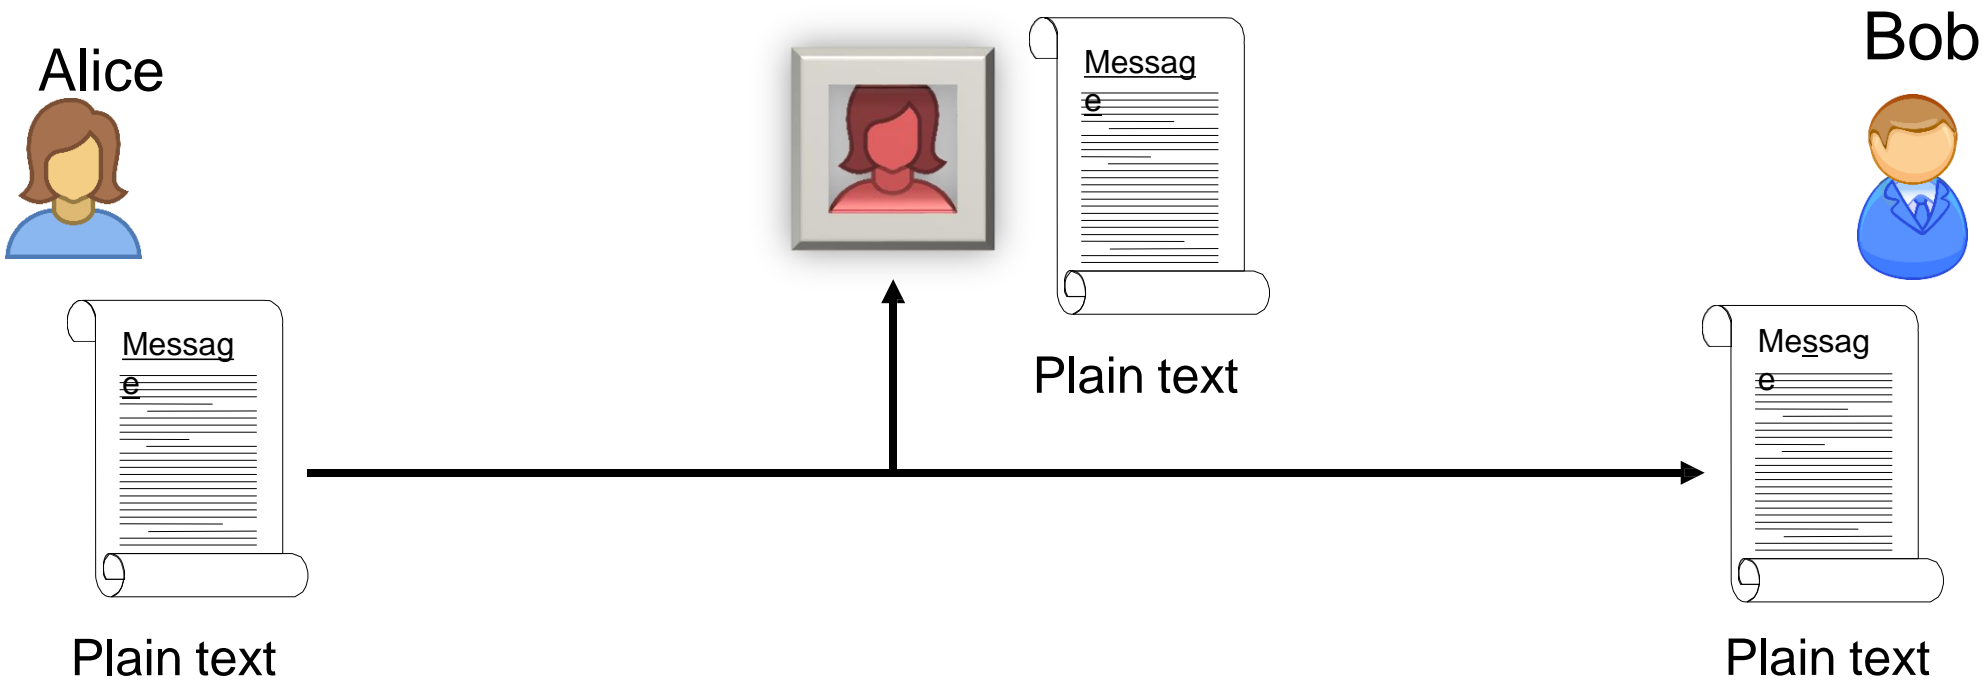 Alice
Bob
Messag
e
Plain text
Messag
e
Plain text
Messag
e
Plain text